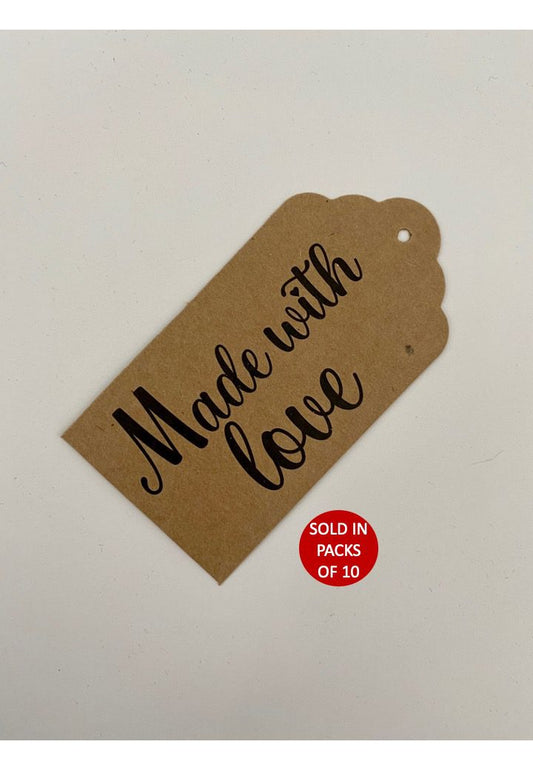 Made with
love
SOLD IN
PACKS
OF 10